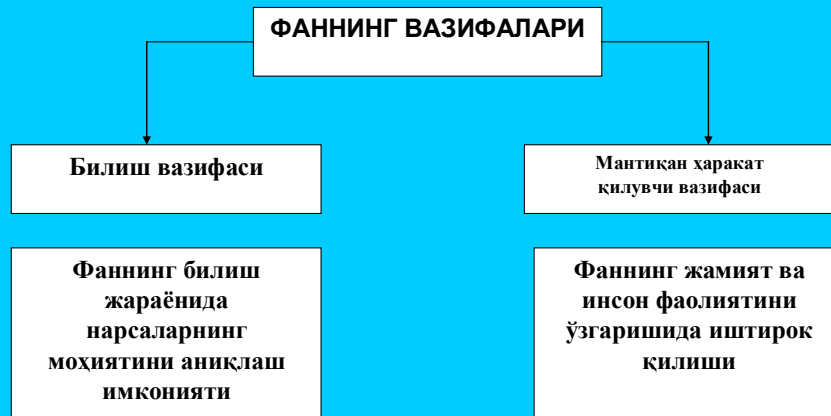 ФАННИНГ ВАЗИФАЛАРИ
Билиш вазифаси
Мантиқан ҳаракат
қилувчи вазифаси
Фаннинг билиш
жараёнида
нарсаларнинг
моҳиятини аниқлаш
имконияти
Фаннинг жамият ва
инсон фаолиятини
ўзгаришида иштирок
қилиши